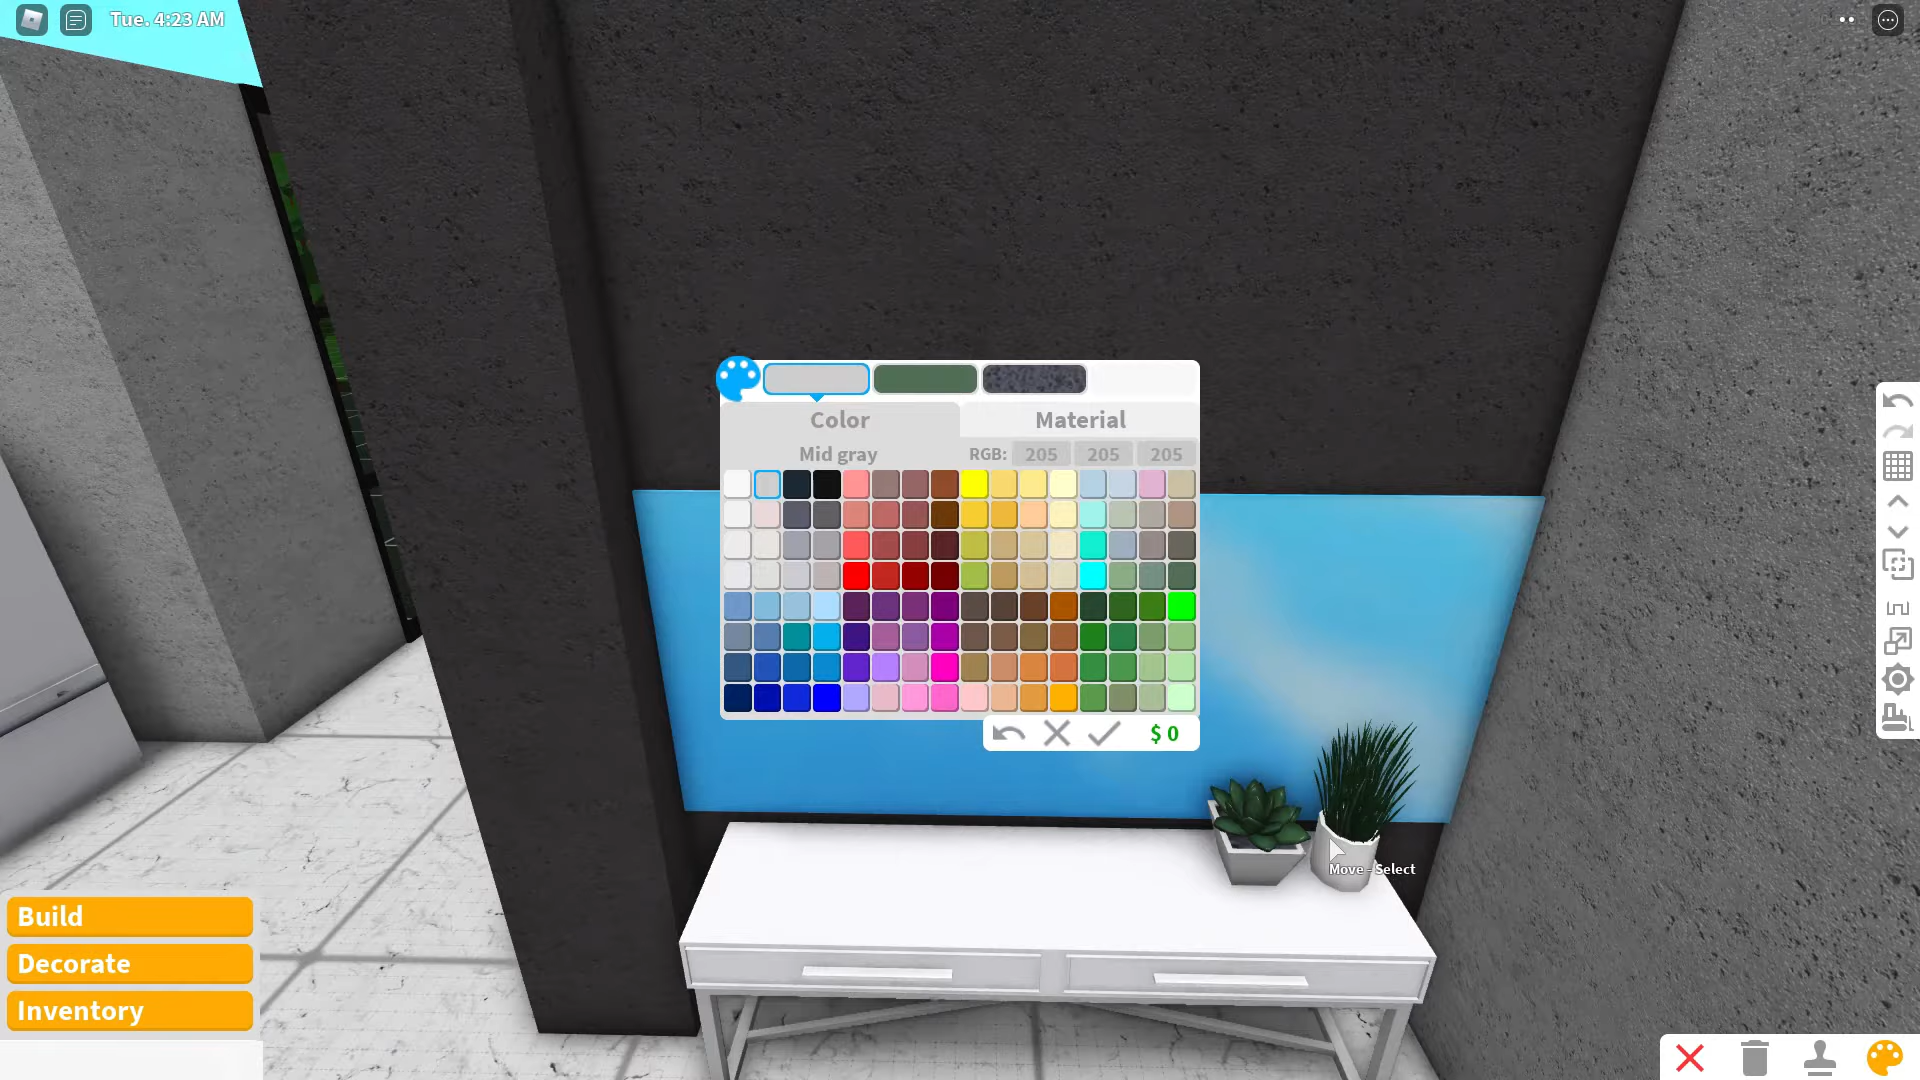 Tue. 4:23 AM
Color
Material
Mid gray
RGB: 205 205 205
$ 0
Move - Select
Build
Decorate
Inventory